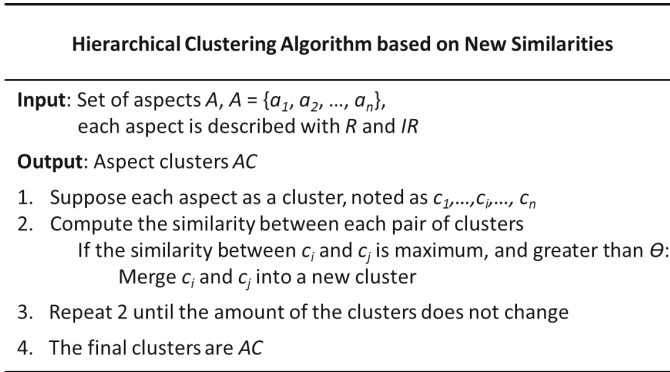 Hierarchical Clustering Algorithm based on New Similarities
Input: Set of aspects A, A = {a1, a2, ..., an},
each aspect is described with R and IR
Output: Aspect clusters AC
1. Suppose each aspect as a cluster, noted as c1,...,ci,..., cn
2. Compute the similarity between each pair of clusters
If the similarity between ci and cj is maximum, and greater than Θ:
Merge ci and cj into a new cluster
3. Repeat 2 until the amount of the clusters does not change
4. The final clusters are AC